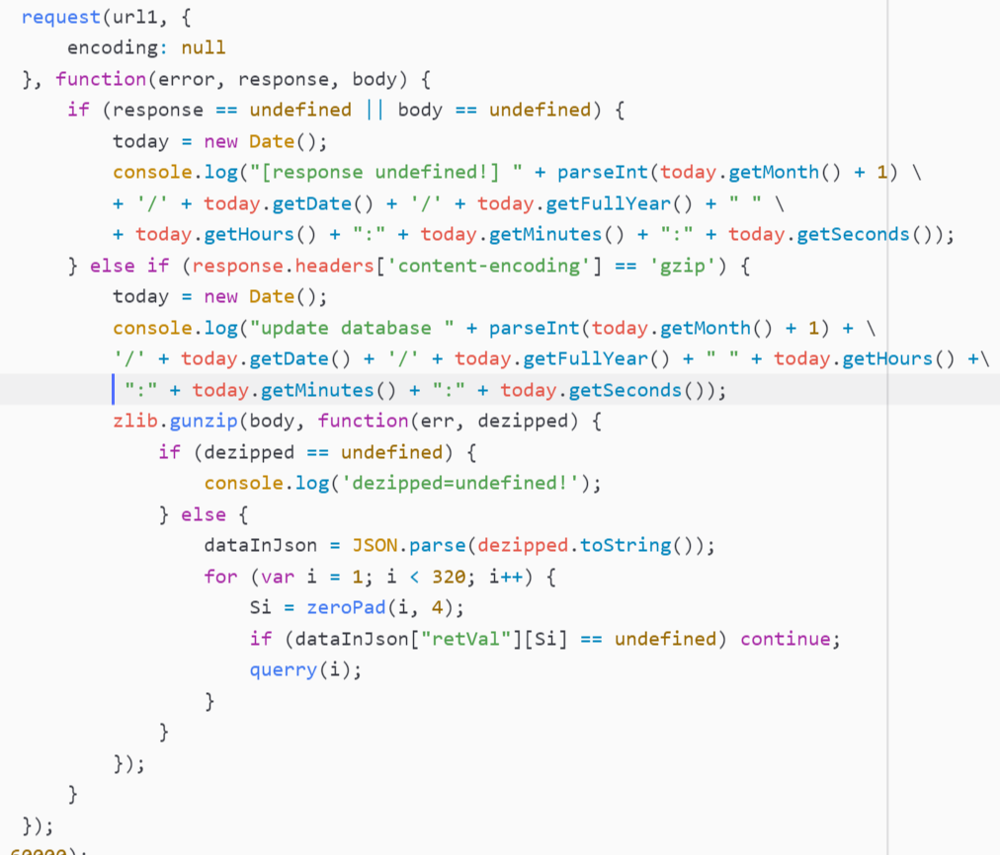 request(url1, {
    encoding: null
}, function(error, response, body) {
    if (response == undefined || body == undefined) {
        today = new Date();
        console.log("[response undefined!] " + parseInt(today.getMonth() + 1) \
        + '/' + today.getDate() + '/' + today.getFullYear() + " " \
        + today.getHours() + ":" + today.getMinutes() + ":" + today.getSeconds());
    } else if (response.headers['content-encoding'] == 'gzip') {
        today = new Date();
        console.log("update database " + parseInt(today.getMonth() + 1) + \
        '/' + today.getDate() + '/' + today.getFullYear() + " " + today.getHours() +\
         ":" + today.getMinutes() + ":" + today.getSeconds());
        zlib.gunzip(body, function(err, dezipped) {
            if (dezipped == undefined) {
                console.log('dezipped=undefined!');
            } else {
                dataInJson = JSON.parse(dezipped.toString());
                for (var i = 1; i < 320; i++) {
                    Si = zeroPad(i, 4);
                    if (dataInJson["retVal"][Si] == undefined) continue;
                    querry(i);
                }
            }
        });
    }
});